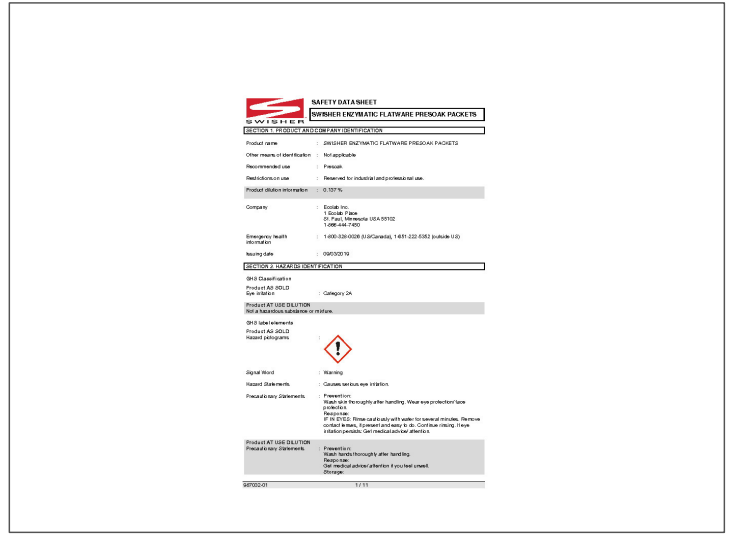 SAFETY DATA SHEET
SWISHER ENZYMATIC FLATWARE PRESOAK PACKETS
SWISHER
SECTION 1. PRODUCT AND COMPANY IDENTIFICATION
Product name : SWISHER ENZYMATIC FLATWARE PRESOAK PACKETS
Other means of identification : Not applicable
Recommended use : Presoak
Restrictions on use : Reserved for industrial and professional use.
Product dilution information : 0.137 %
Company : Ecolab Inc.
1 Ecolab Place
St. Paul, Minnesota USA 55102
1-866-444-7450
Emergency health : 1-800-328-0026 (US/Canada), 1-651-222-5352 (outside US)
information
Issuing date : 09/03/2019
SECTION 2. HAZARDS IDENTIFICATION
GHS Classification
Product AS SOLD
Eye irritation : Category 2A
Product AT USE DILUTION
Not a hazardous substance or mixture.
GHS label elements
Product AS SOLD
Hazard pictograms :
Signal Word : Warning
Hazard Statements : Causes serious eye irritation.
Precautionary Statements : Prevention:
Wash skin thoroughly after handling. Wear eye protection/ face
protection.
Response:
IF IN EYES: Rinse cautiously with water for several minutes. Remove
contact lenses, if present and easy to do. Continue rinsing. If eye
irritation persists: Get medical advice/ attention.
Product AT USE DILUTION
Precautionary Statements : Prevention:
Wash hands thoroughly after handling.
Response:
Get medical advice/ attention if you feel unwell.
Storage:
987032-01 1 / 11